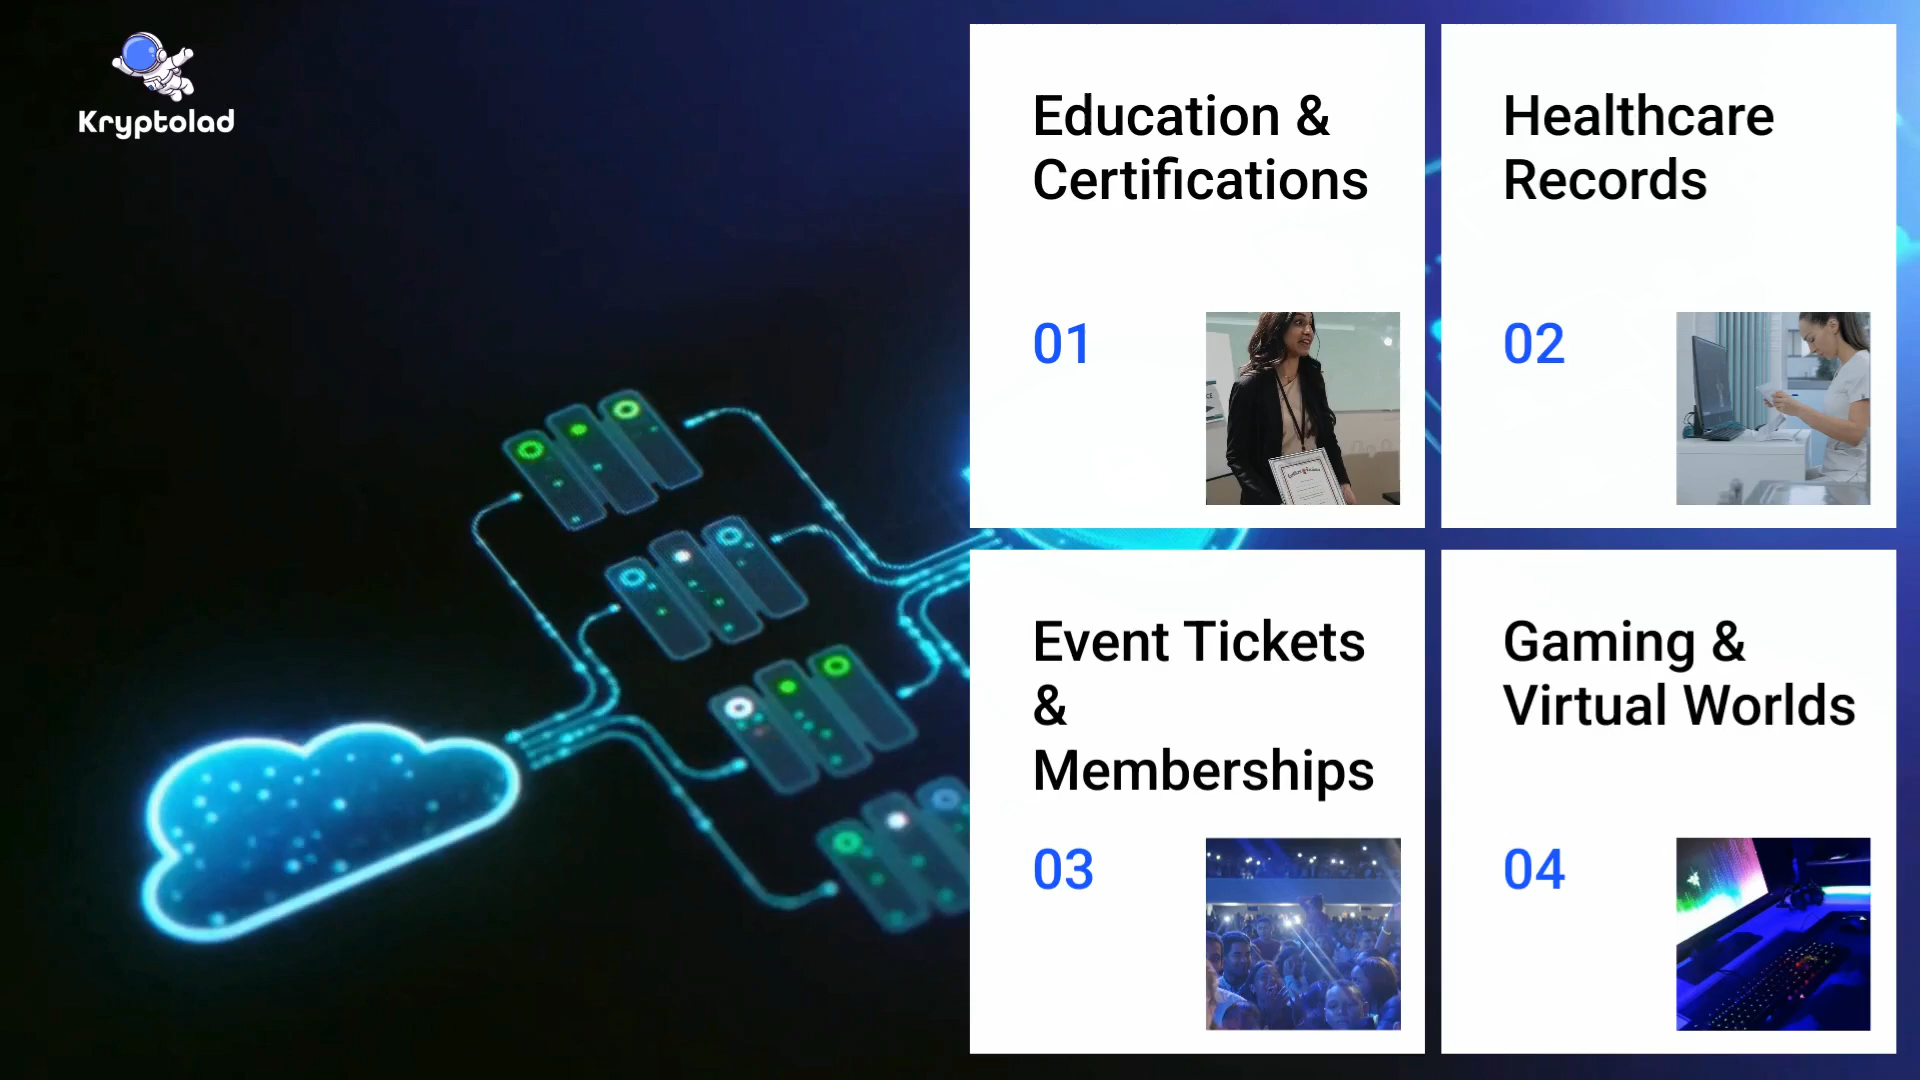 Kryptolad
Education &
Certifications
01
Healthcare
Records
02
Event Tickets
&
Memberships
03
Gaming &
Virtual Worlds
04